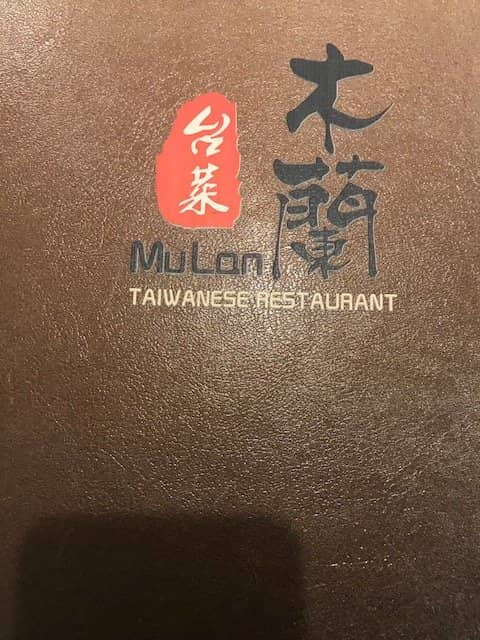 木蘭
台菜
MuLan
TAIWANESE RESTAURANT